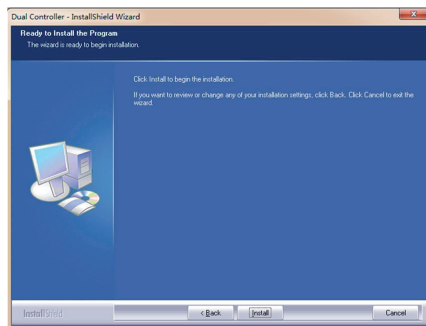 Dual Controller - InstallShield Wizard
Ready to Install the Program
The wizard is ready to begin installation.
Click Install to begin the installation.
If you want to review or change any of your installation settings, click Back. Click Cancel to exit the
wizard.
InstallShield
< Back Install Cancel